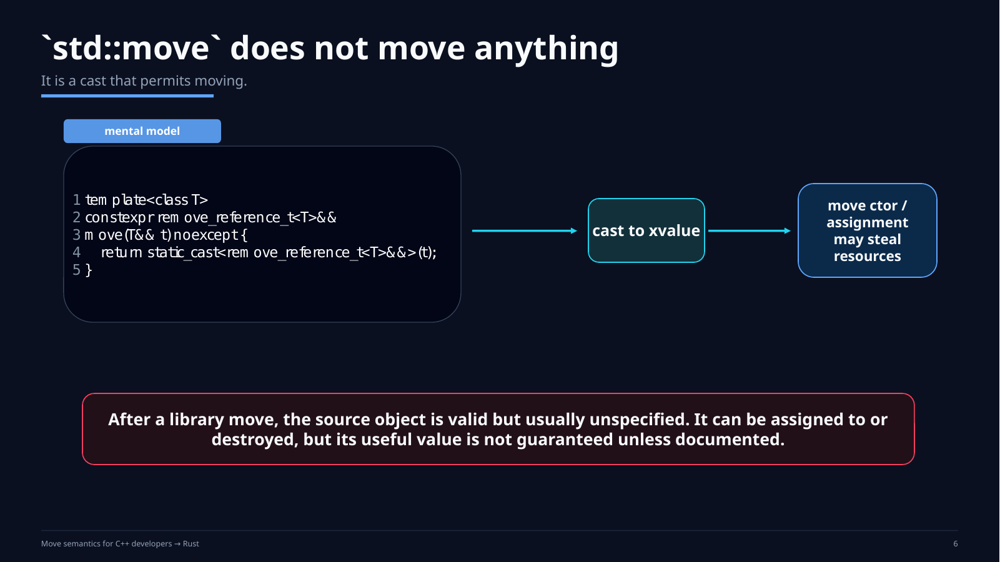 `std::move` does not move anything
It is a cast that permits moving.
mental model
1 template<class T>
2 constexpr remove_reference_t<T>&&
3 move(T&& t) noexcept {
4     return static_cast<remove_reference_t<T>&&>(t);
5 }
cast to xvalue
move ctor /
assignment
may steal
resources
After a library move, the source object is valid but usually unspecified. It can be assigned to or
destroyed, but its useful value is not guaranteed unless documented.
Move semantics for C++ developers → Rust
6